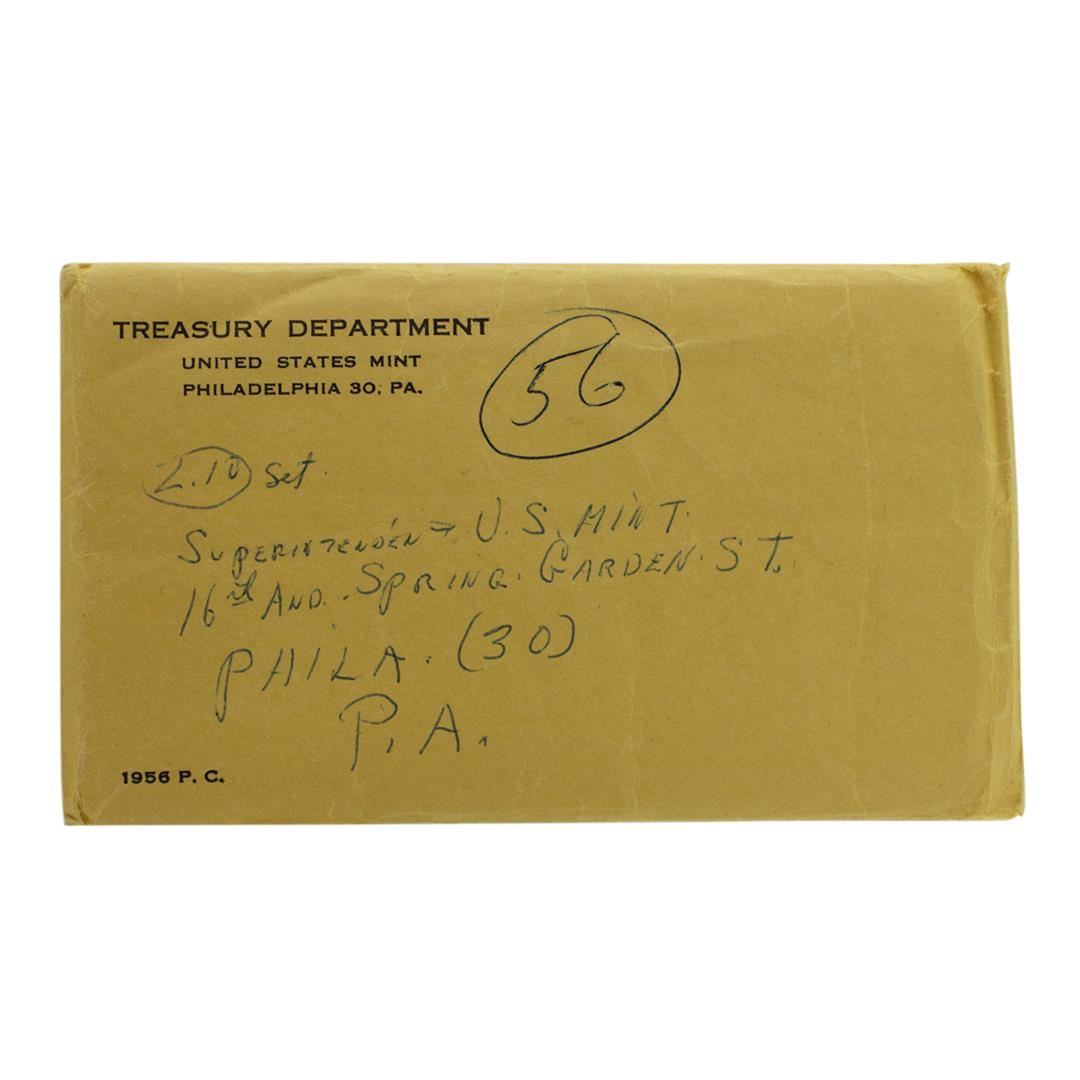 TREASURY DEPARTMENT
UNITED STATES MINT
PHILADELPHIA 30, PA.
56
2.10 set.
SUPERINTENDENT U.S. MINT.
16th AND. SPRING. GARDEN. ST.
PHILA. (30)
P.A.
1956 P. C.